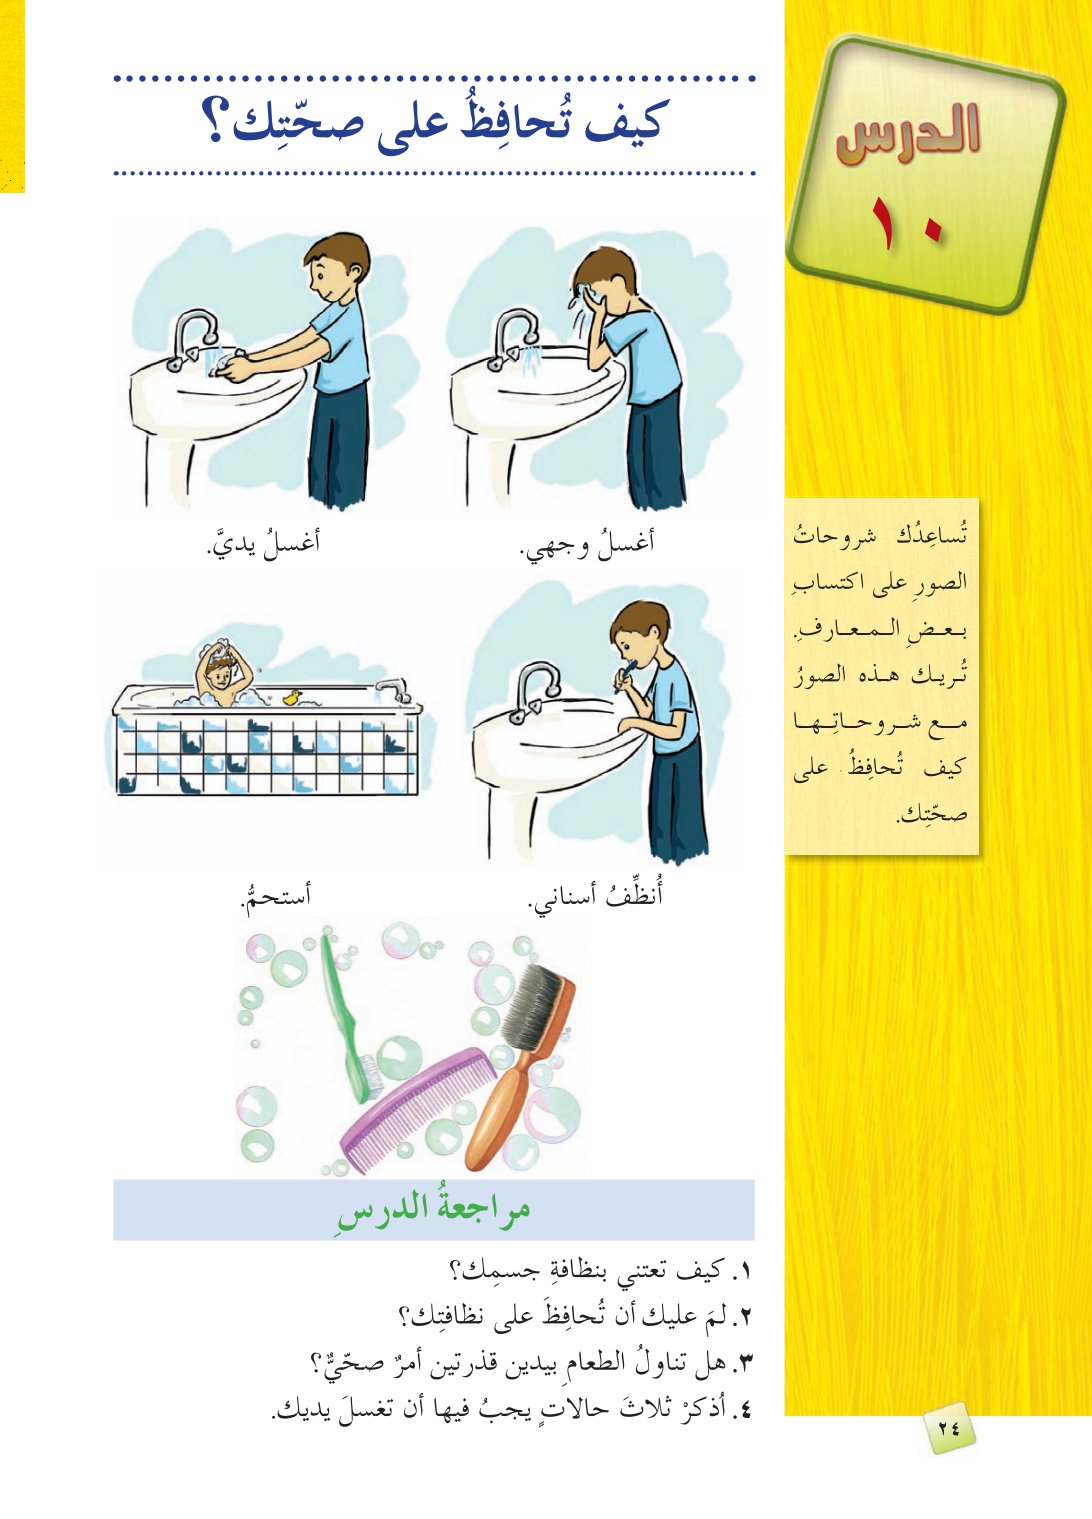 الدرس
١٠
كيف تُحافِظُ على صحّتِك؟
أغسلُ وجهي.
أغسلُ يديَّ.
تُساعِدُك شروحاتُ
الصورِ على اكتسابِ
بعضِ المعارفِ.
تُريك هذه الصورُ
مع شروحاتِها
كيف تُحافِظُ على
صحّتِك.
أُنظِّفُ أسناني.
أستحمُّ.
مراجعةُ الدرسِ
١. كيف تعتني بنظافةِ جسمِك؟
٢. لمَ عليك أن تُحافِظَ على نظافتِك؟
٣. هل تناولُ الطعامِ بيدين قذرتين أمرٌ صحّيٌّ؟
٤. اُذكرْ ثلاثَ حالاتٍ يجبُ فيها أن تغسلَ يديك.
٢٤